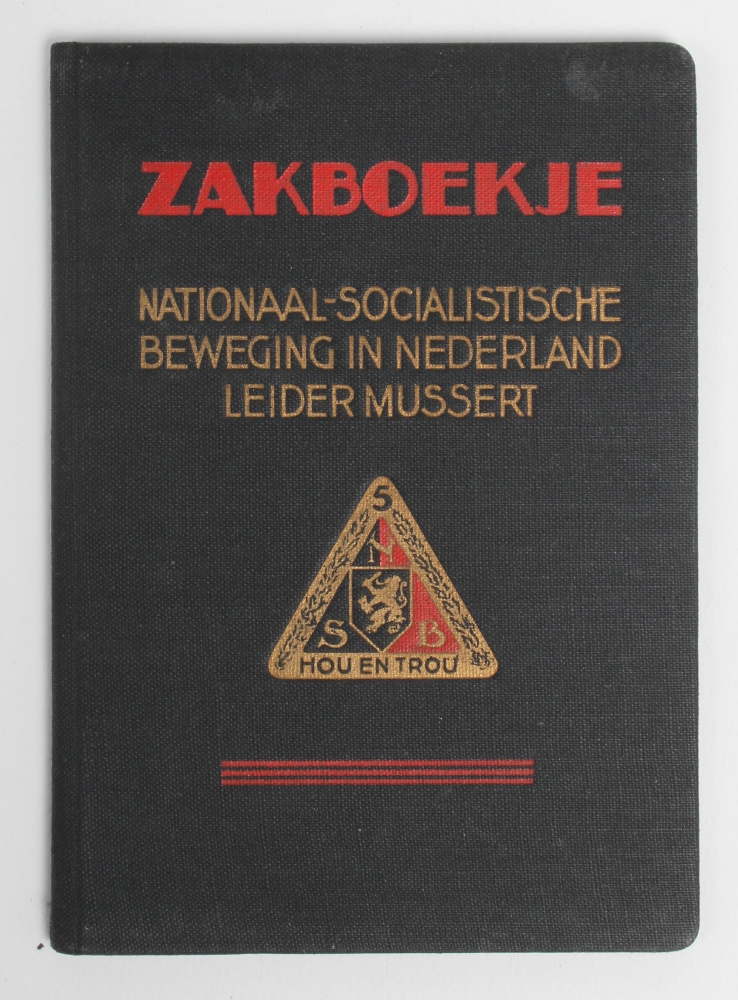 ZAKBOEKJE
NATIONAAL-SOCIALISTISCHE
BEWEGING IN NEDERLAND
LEIDER MUSSERT
5
N
S B
HOU EN TROU